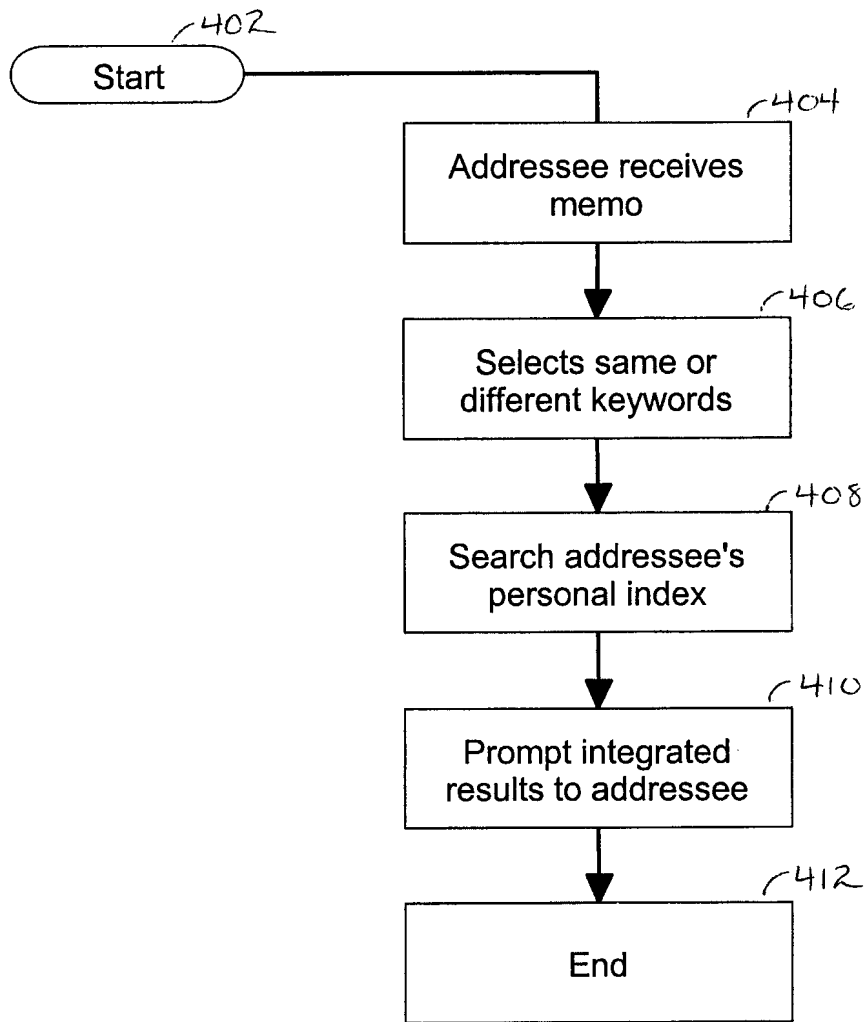 402
Start
404
Addressee receives
memo
406
Selects same or
different keywords
408
Search addressee's
personal index
410
Prompt integrated
results to addressee
412
End